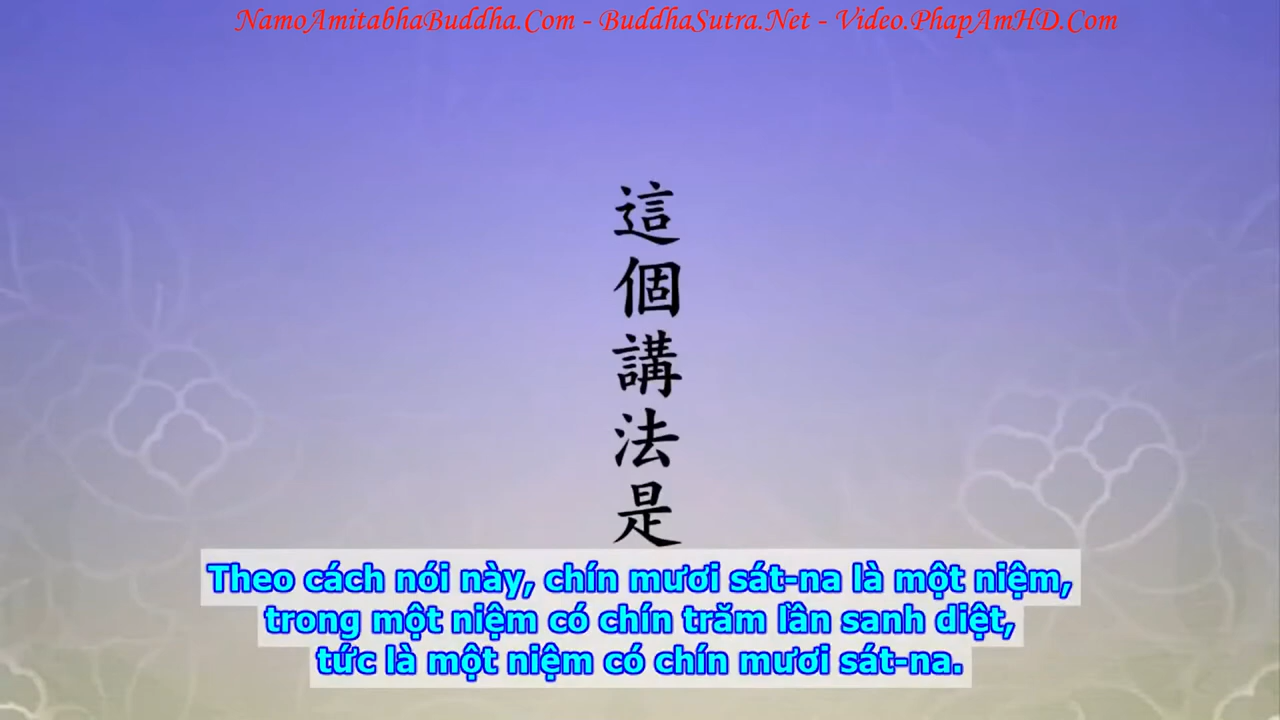 NamoAmitabhaBuddha.Com - BuddhaSutra.Net - Video.PhapAmHD.Com
這個講法是
Theo cách nói này, chín mươi sát-na là một niệm,
trong một niệm có chín trăm lần sanh diệt,
tức là một niệm có chín mươi sát-na.